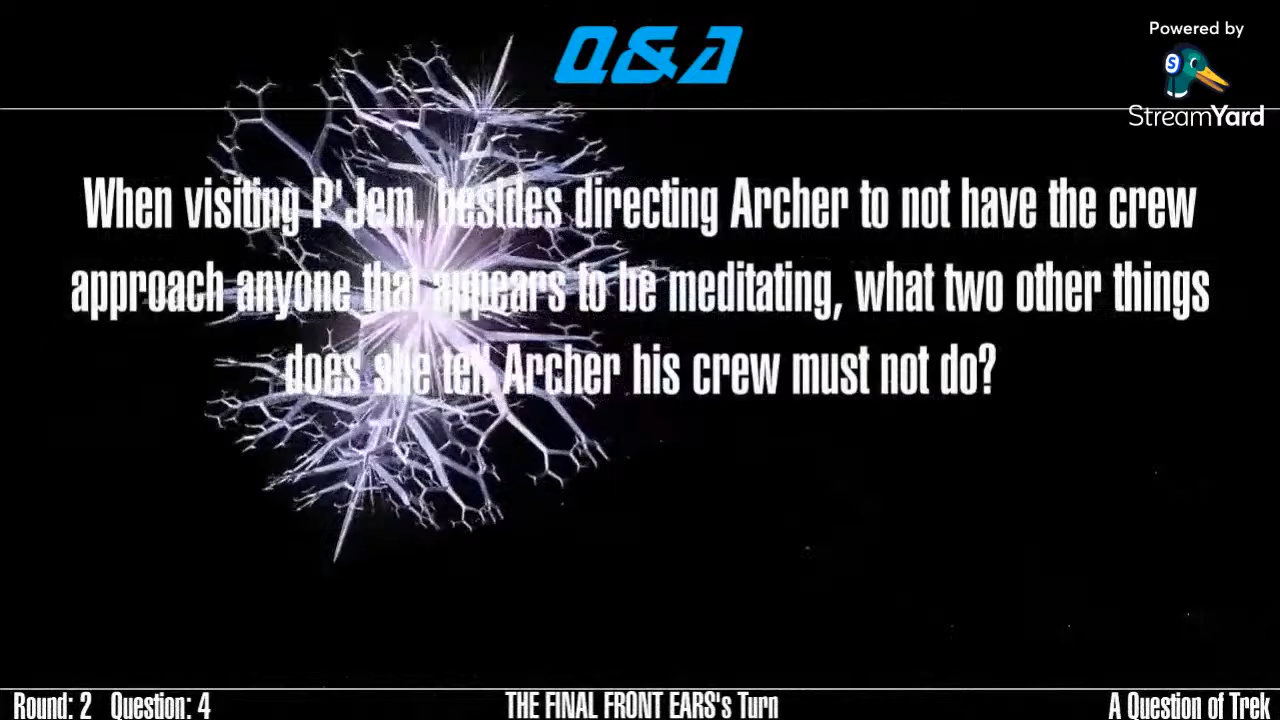 Q&A
Powered by
S
StreamYard
When visiting P'Jem, besides directing Archer to not have the crew
approach anyone that appears to be meditating, what two other things
does she tell Archer his crew must not do?
Round: 2 Question: 4
THE FINAL FRONT EARS's Turn
A Question of Trek